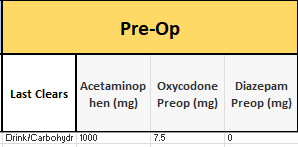 Pre-Op
Last Clears
Acetaminop
hen (mg)
Oxycodone
Preop (mg)
Diazepam
Preop (mg)
Drink/Carbohydr 1000 7.5 0